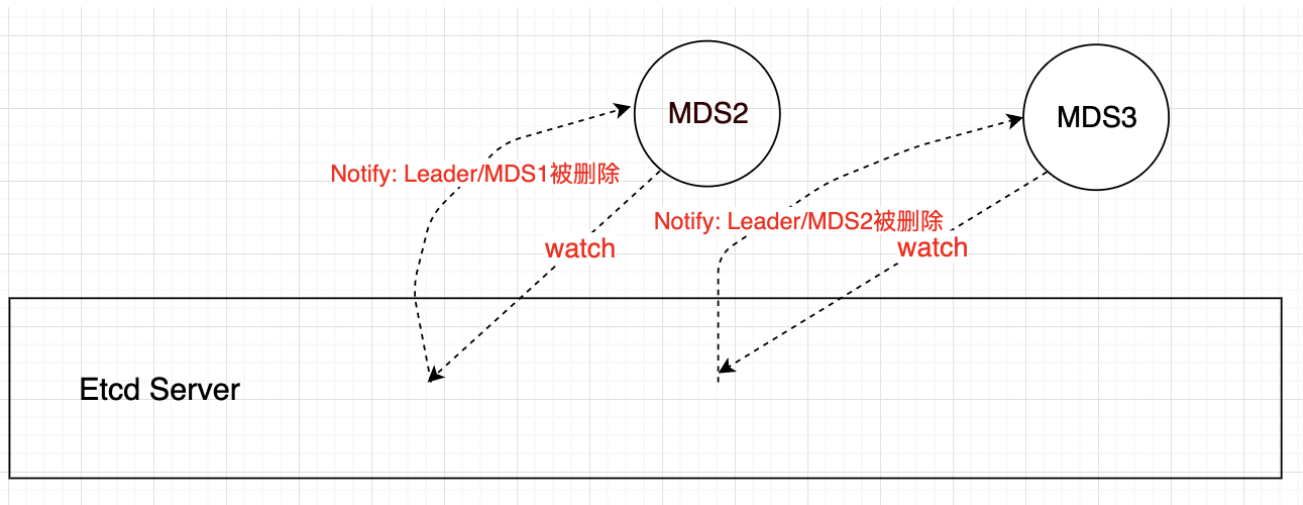 MDS2
MDS3
Notify: Leader/MDS1被删除
Notify: Leader/MDS2被删除
watch
watch
Etcd Server